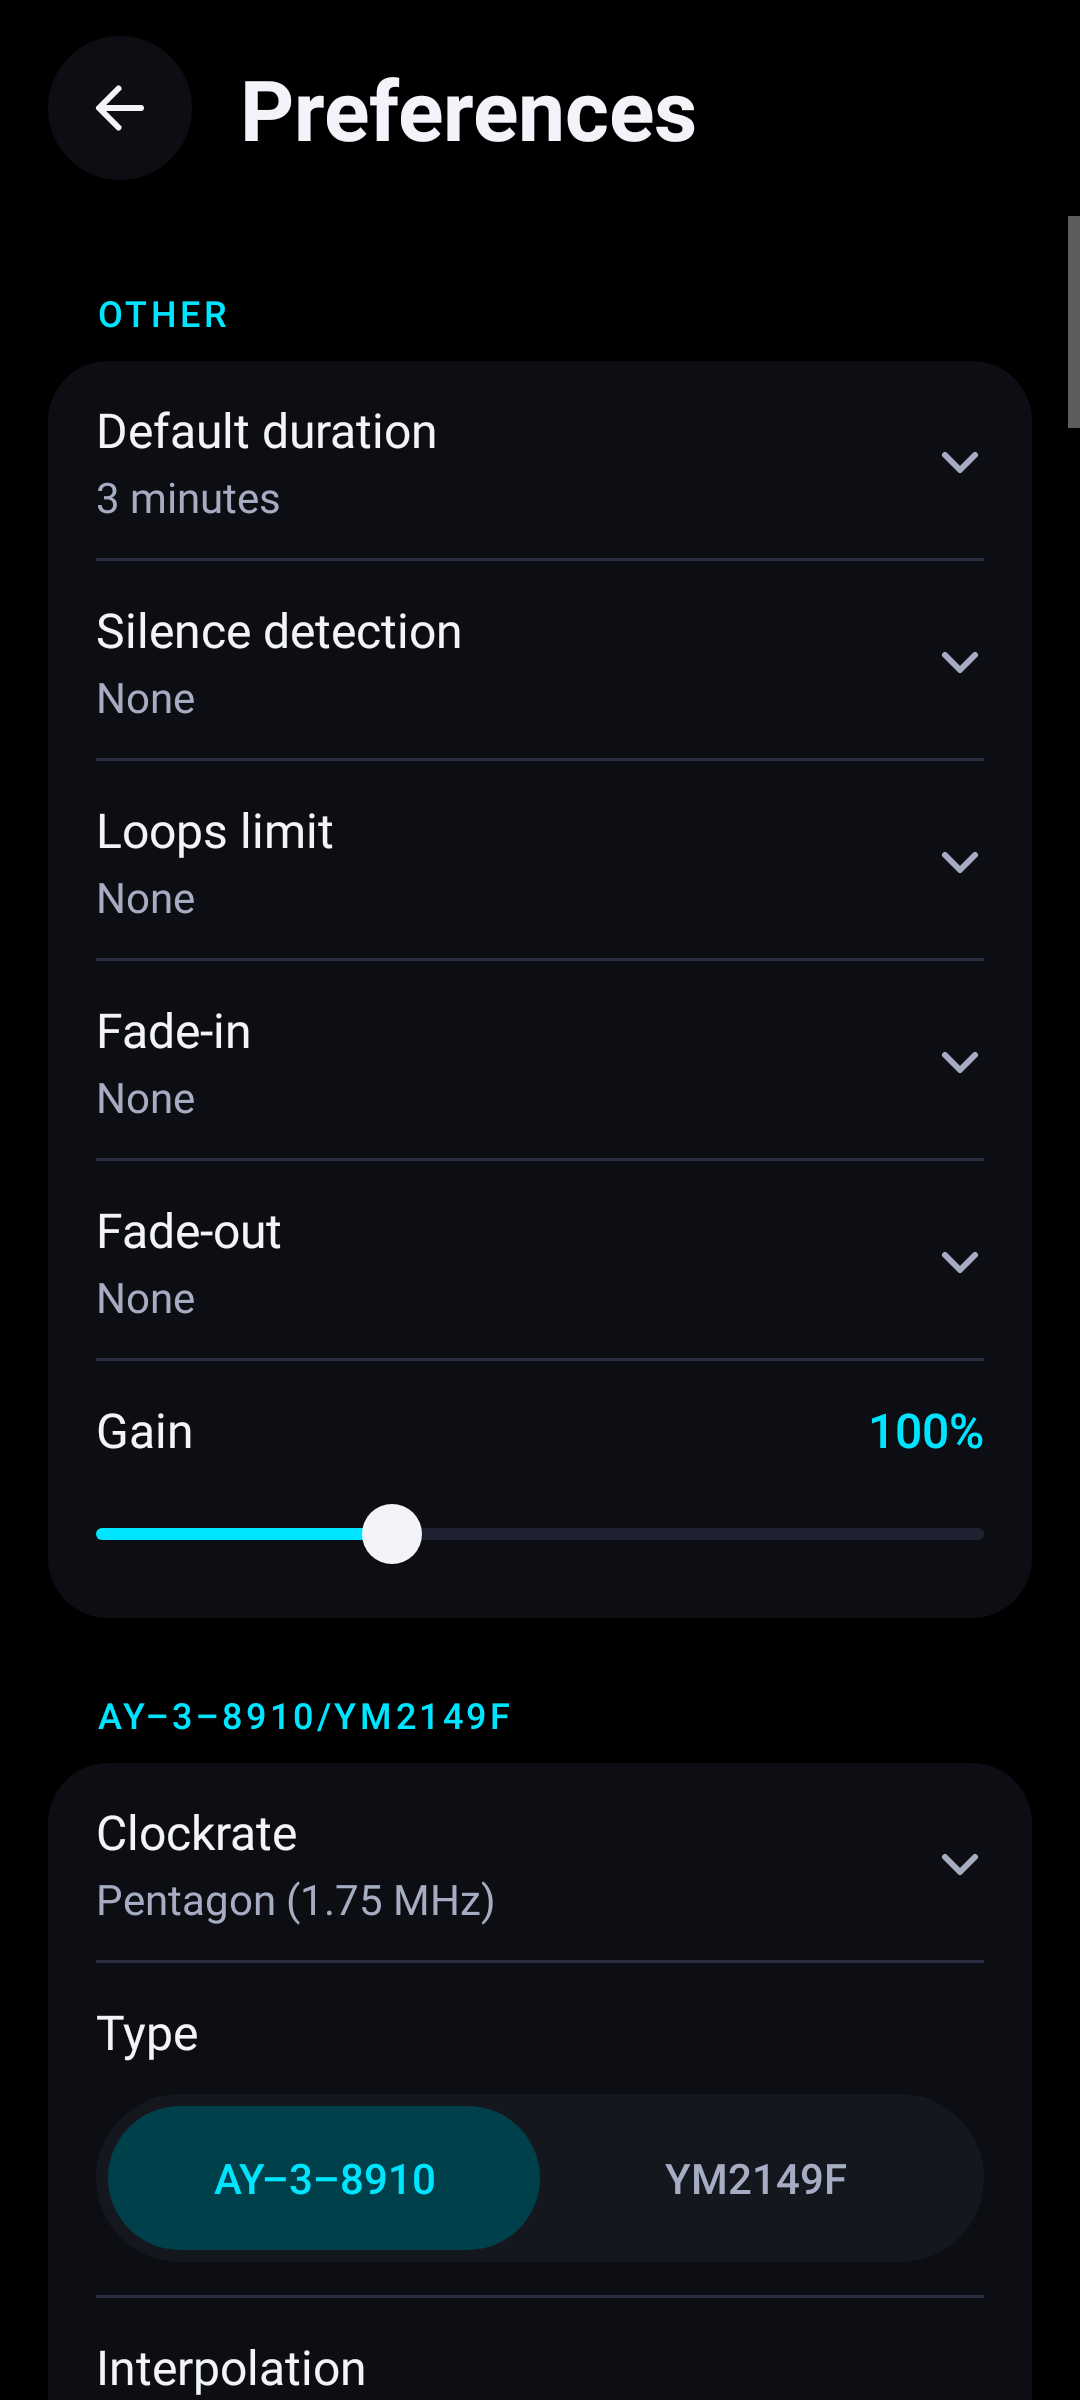 Preferences
OTHER
Default duration
3 minutes
Silence detection
None
Loops limit
None
Fade-in
None
Fade-out
None
Gain
100%
AY–3–8910/YM2149F
Clockrate
Pentagon (1.75 MHz)
Type
AY–3–8910
YM2149F
Interpolation